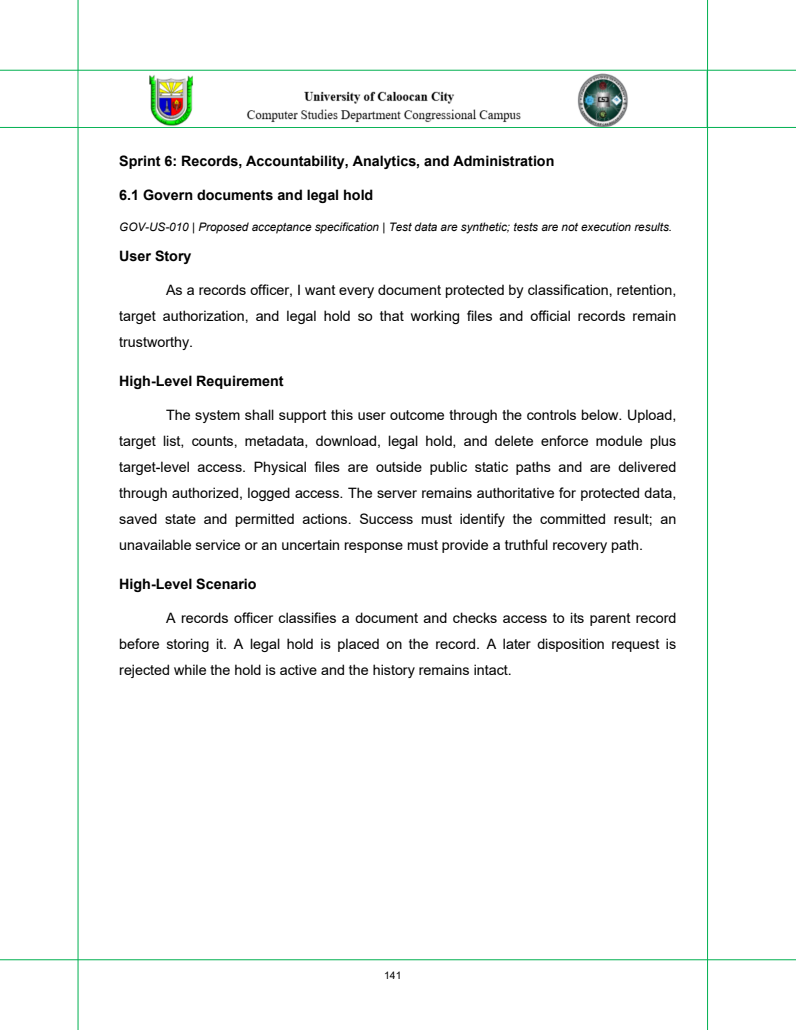 University of Caloocan City
Computer Studies Department Congressional Campus
Sprint 6: Records, Accountability, Analytics, and Administration
6.1 Govern documents and legal hold
GOV-US-010 | Proposed acceptance specification | Test data are synthetic; tests are not execution results.
User Story
As a records officer, I want every document protected by classification, retention,
target authorization, and legal hold so that working files and official records remain
trustworthy.
High-Level Requirement
The system shall support this user outcome through the controls below. Upload,
target list, counts, metadata, download, legal hold, and delete enforce module plus
target-level access. Physical files are outside public static paths and are delivered
through authorized, logged access. The server remains authoritative for protected data,
saved state and permitted actions. Success must identify the committed result; an
unavailable service or an uncertain response must provide a truthful recovery path.
High-Level Scenario
A records officer classifies a document and checks access to its parent record
before storing it. A legal hold is placed on the record. A later disposition request is
rejected while the hold is active and the history remains intact.
141